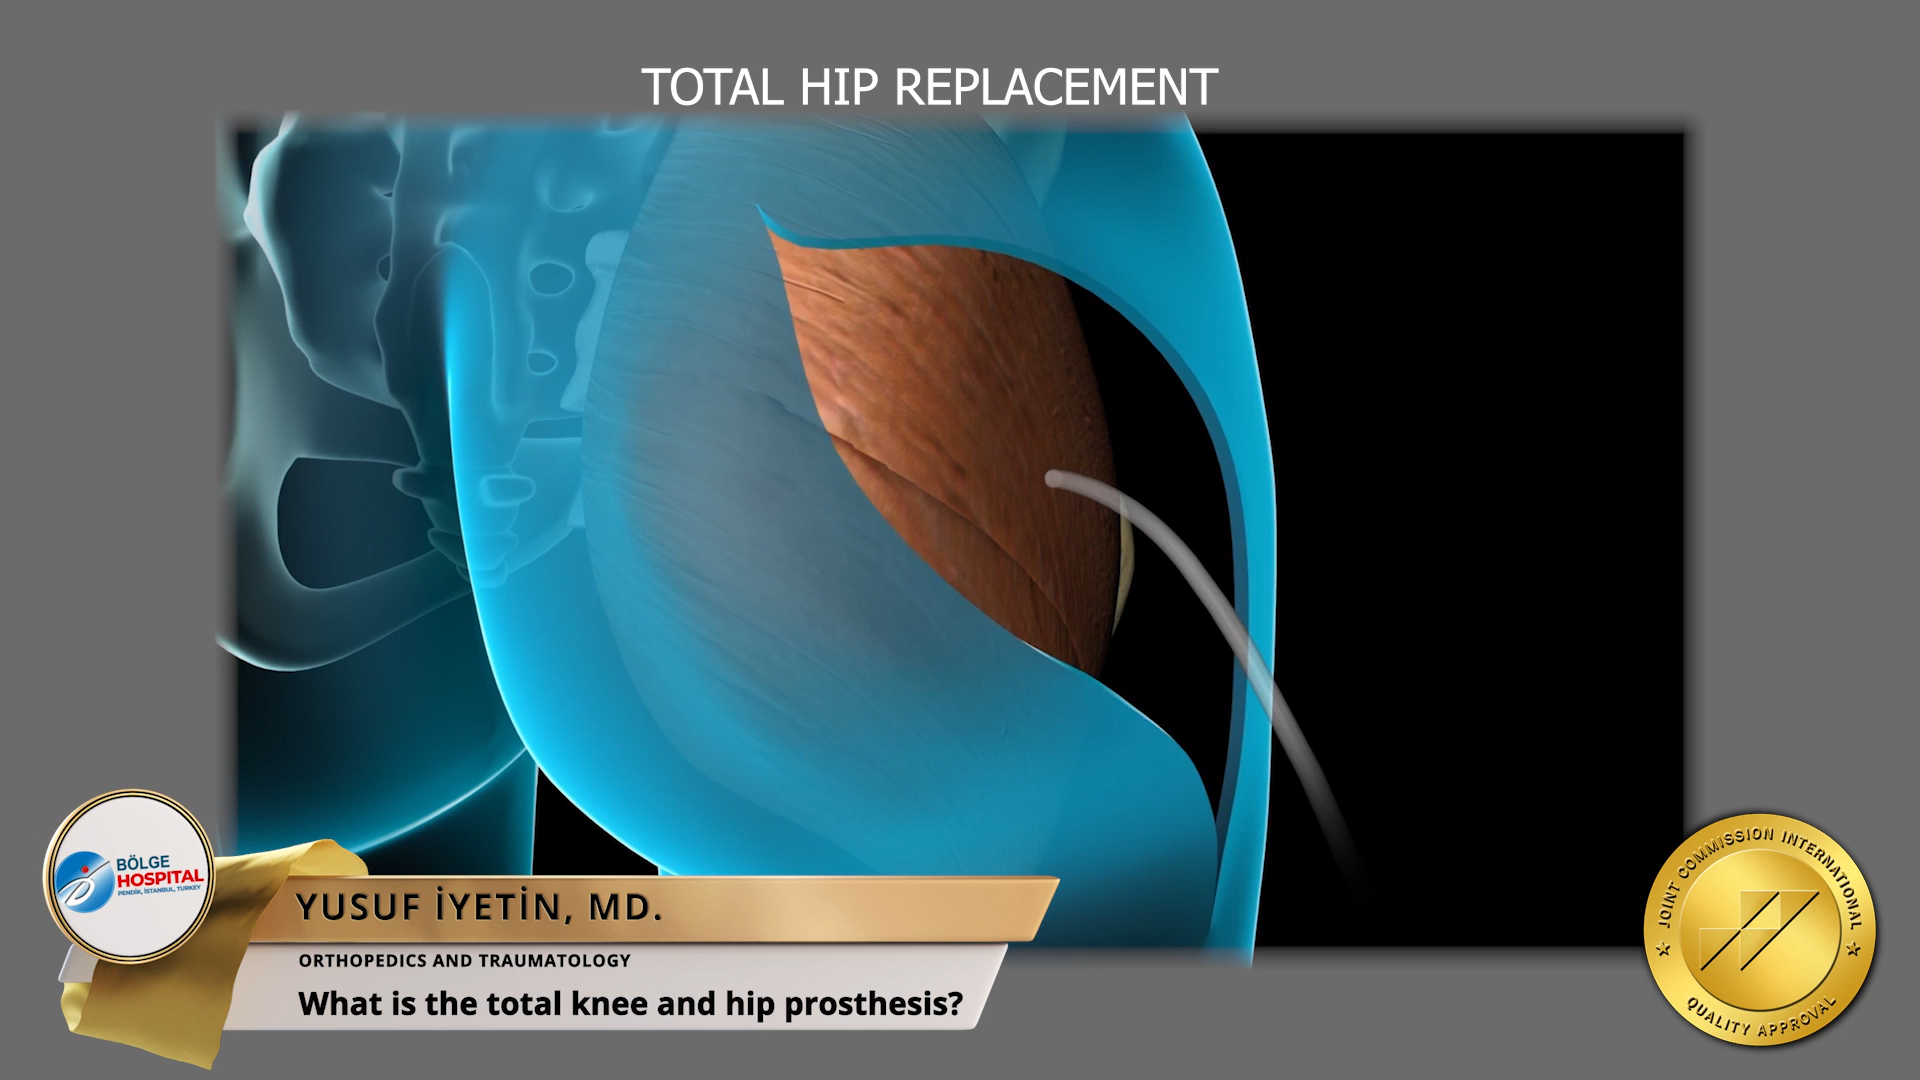 TOTAL HIP REPLACEMENT
BÖLGE
HOSPITAL
PENDİK, İSTANBUL, TURKEY
YUSUF İYETİN, MD.
ORTHOPEDICS AND TRAUMATOLOGY
What is the total knee and hip prosthesis?
JOINT COMMISSION INTERNATIONAL
QUALITY APPROVAL